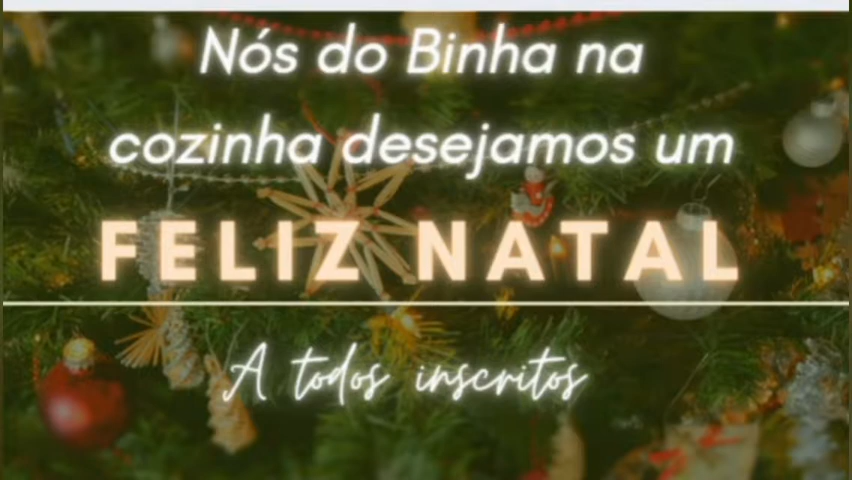 Nós do Binha na
cozinha desejamos um
FELIZ NATAL
A todos inscritos